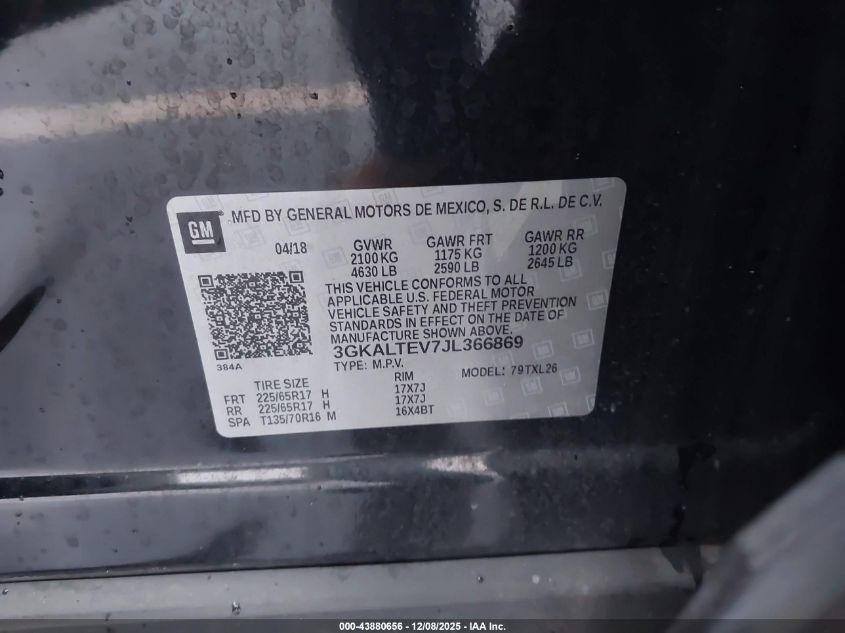 GM
MFD BY GENERAL MOTORS DE MEXICO, S. DE R.L. DE C.V.
04/18 GVWR GAWR FRT GAWR RR
2100 KG 1175 KG 1200 KG
4630 LB 2590 LB 2645 LB
THIS VEHICLE CONFORMS TO ALL
APPLICABLE U.S. FEDERAL MOTOR
VEHICLE SAFETY AND THEFT PREVENTION
STANDARDS IN EFFECT ON THE DATE OF
MANUFACTURE SHOWN ABOVE.
3GKALTEV7JL366869
384A
TYPE: M.P.V. MODEL: 79TXL26
TIRE SIZE RIM
FRT 225/65R17 H 17X7J
RR 225/65R17 H 17X7J
SPA T135/70R16 M 16X4BT
000-43880656 | 12/08/2025 - IAA Inc.